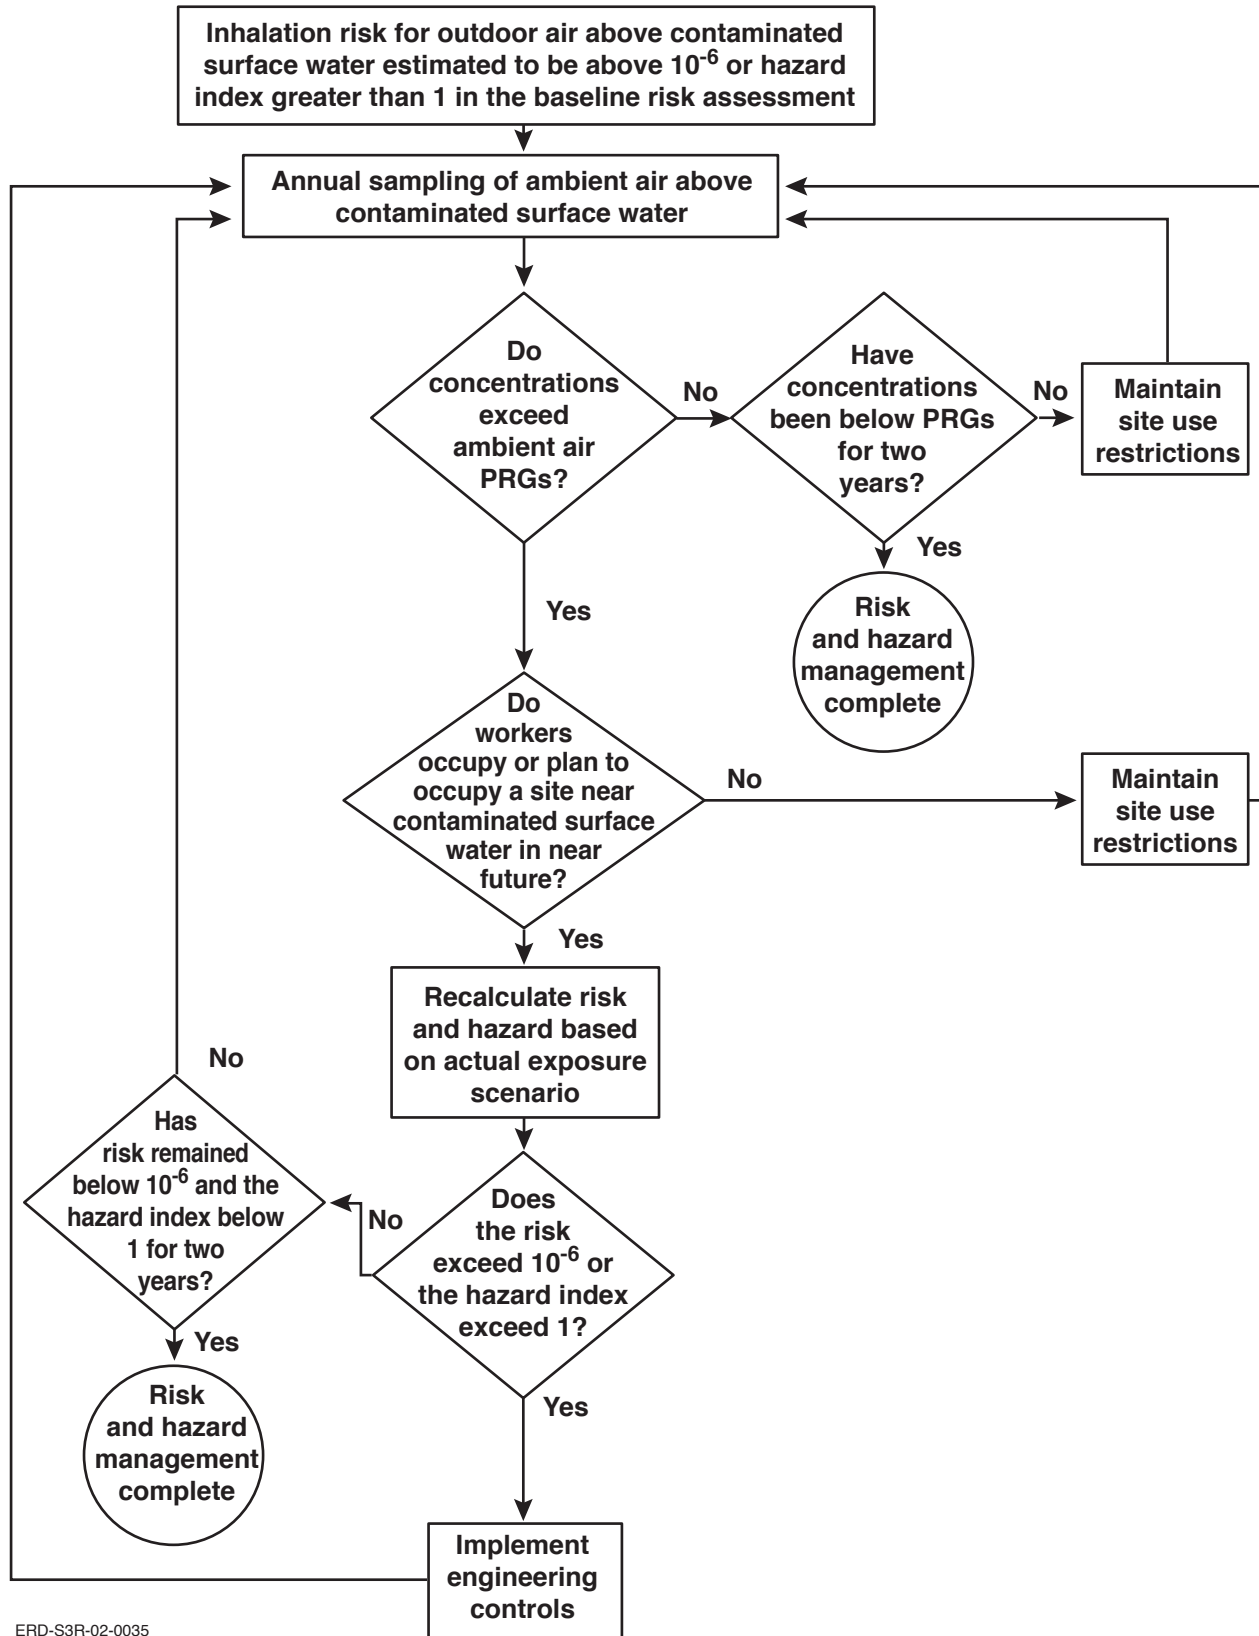 Inhalation risk for outdoor air above contaminated
surface water estimated to be above 10⁻⁶ or hazard
index greater than 1 in the baseline risk assessment
Annual sampling of ambient air above
contaminated surface water
Do
concentrations
exceed
ambient air
PRGs?
No
Have
concentrations
been below PRGs
for two
years?
No
Maintain
site use
restrictions
Yes
Risk
and hazard
management
complete
Yes
Do
workers
occupy or plan to
occupy a site near
contaminated surface
water in near
future?
No
Maintain
site use
restrictions
Yes
Recalculate risk
and hazard based
on actual exposure
scenario
Does
the risk
exceed 10⁻⁶ or
the hazard index
exceed 1?
No
Has
risk remained
below 10⁻⁶ and the
hazard index below
1 for two
years?
No
Yes
Risk
and hazard
management
complete
Yes
Implement
engineering
controls
ERD-S3R-02-0035